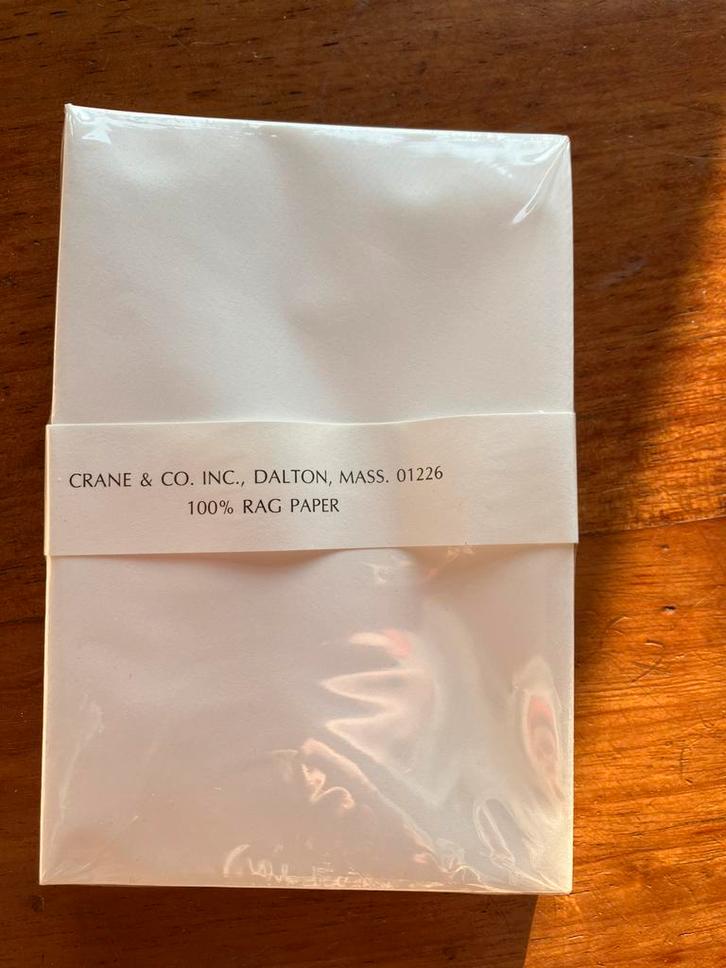 CRANE & CO. INC., DALTON, MASS. 01226
100% RAG PAPER